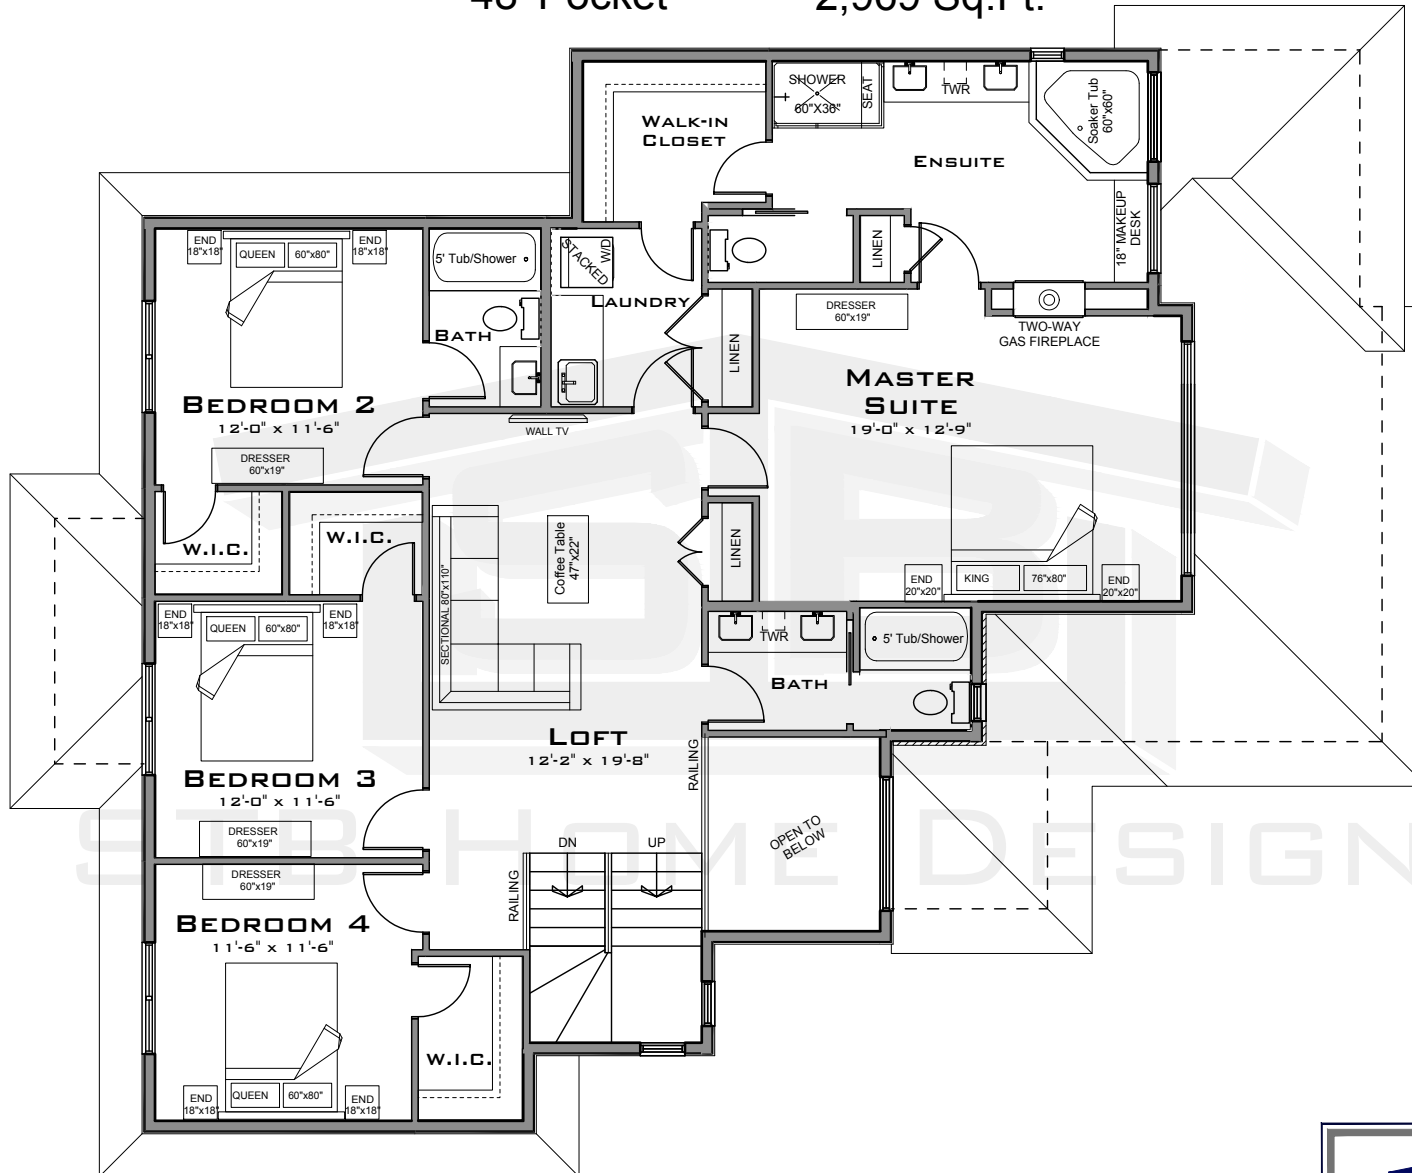 48' Pocket 2,969 Sq.Ft.
SHOWER
60"X36"
SEAT
TWR
Soaker Tub
60"x60"
WALK-IN
CLOSET
ENSUITE
18" MAKEUP
DESK
LINEN
END
18"x18"
QUEEN 60"x80"
END
18"x18"
5' Tub/Shower
STACKED
W/D
LAUNDRY
BATH
LINEN
DRESSER
60"x19"
TWO-WAY
GAS FIREPLACE
BEDROOM 2
12'-0" x 11'-6"
DRESSER
60"x19"
WALL TV
MASTER
SUITE
19'-0" x 12'-9"
W.I.C.
W.I.C.
SECTIONAL 80"x110"
Coffee Table
47"x22"
LINEN
END
20"x20"
KING 76"x80"
END
20"x20"
END
18"x18"
QUEEN 60"x80"
END
18"x18"
TWR
5' Tub/Shower
BATH
LOFT
12'-2" x 19'-8"
RAILING
BEDROOM 3
12'-0" x 11'-6"
DRESSER
60"x19"
OPEN TO
BELOW
DN
UP
RAILING
STB HOME DESIGN
DRESSER
60"x19"
BEDROOM 4
11'-6" x 11'-6"
W.I.C.
END
18"x18"
QUEEN 60"x80"
END
18"x18"